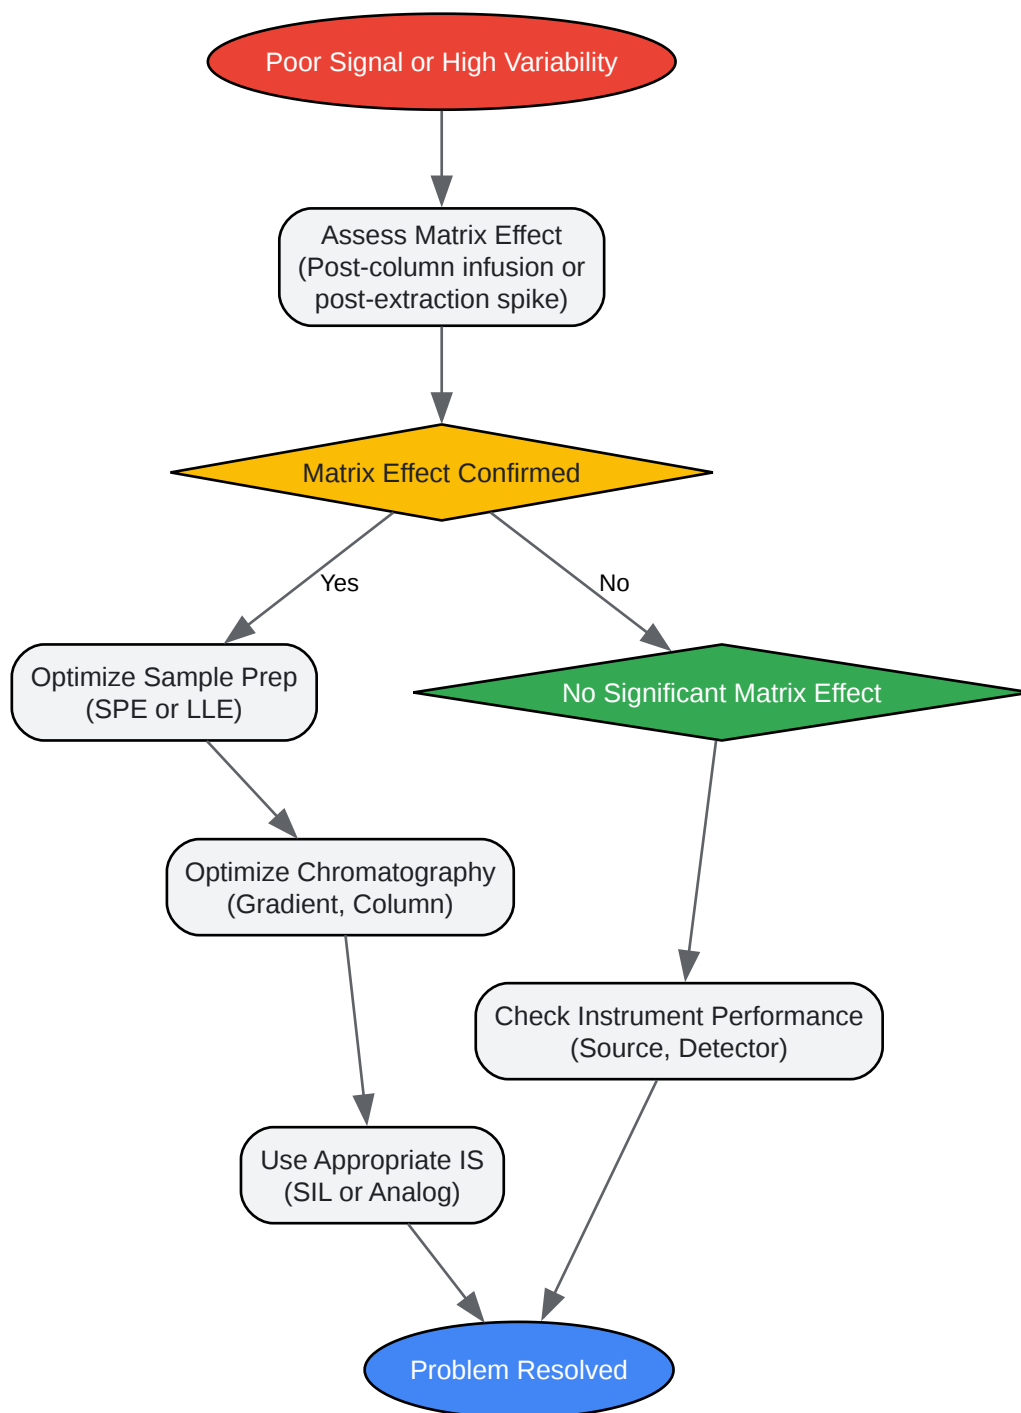 Poor Signal or High Variability
Assess Matrix Effect
(Post-column infusion or
post-extraction spike)
Matrix Effect Confirmed
Yes
No
Optimize Sample Prep
(SPE or LLE)
No Significant Matrix Effect
Optimize Chromatography
(Gradient, Column)
Check Instrument Performance
(Source, Detector)
Use Appropriate IS
(SIL or Analog)
Problem Resolved